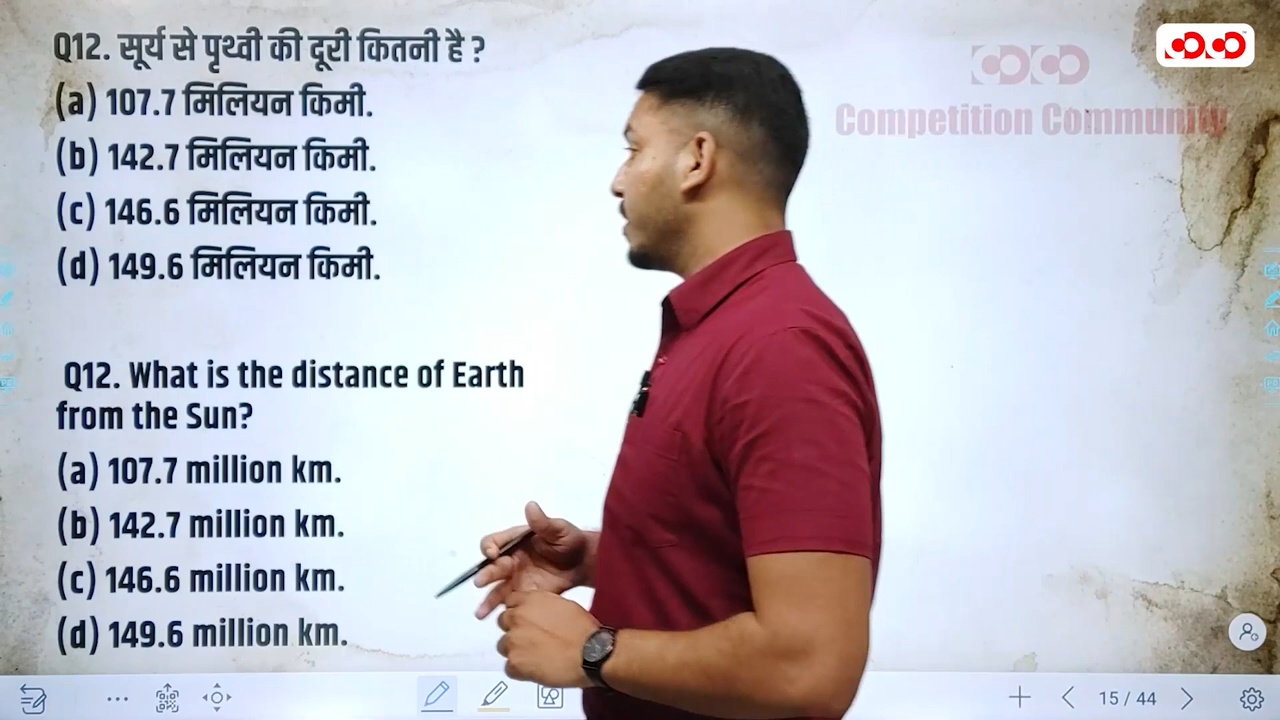 Q12. सूर्य से पृथ्वी की दूरी कितनी है ?
(a) 107.7 मिलियन किमी.
(b) 142.7 मिलियन किमी.
(c) 146.6 मिलियन किमी.
(d) 149.6 मिलियन किमी.
Competition Community
Q12. What is the distance of Earth
from the Sun?
(a) 107.7 million km.
(b) 142.7 million km.
(c) 146.6 million km.
(d) 149.6 million km.
15 / 44